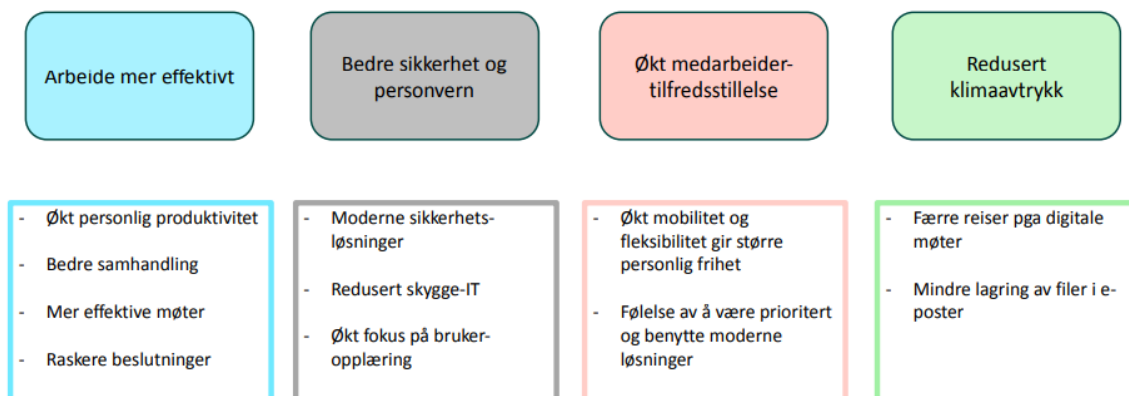 Arbeide mer effektivt
Bedre sikkerhet og
personvern
Økt medarbeider-
tilfredsstillelse
Redusert
klimaavtrykk
- Økt personlig produktivitet
- Bedre samhandling
- Mer effektive møter
- Raskere beslutninger
- Moderne sikkerhets-
løsninger
- Redusert skygge-IT
- Økt fokus på bruker-
opplæring
- Økt mobilitet og
fleksibilitet gir større
personlig frihet
- Følelse av å være prioritert
og benytte moderne
løsninger
- Færre reiser pga digitale
møter
- Mindre lagring av filer i e-
poster